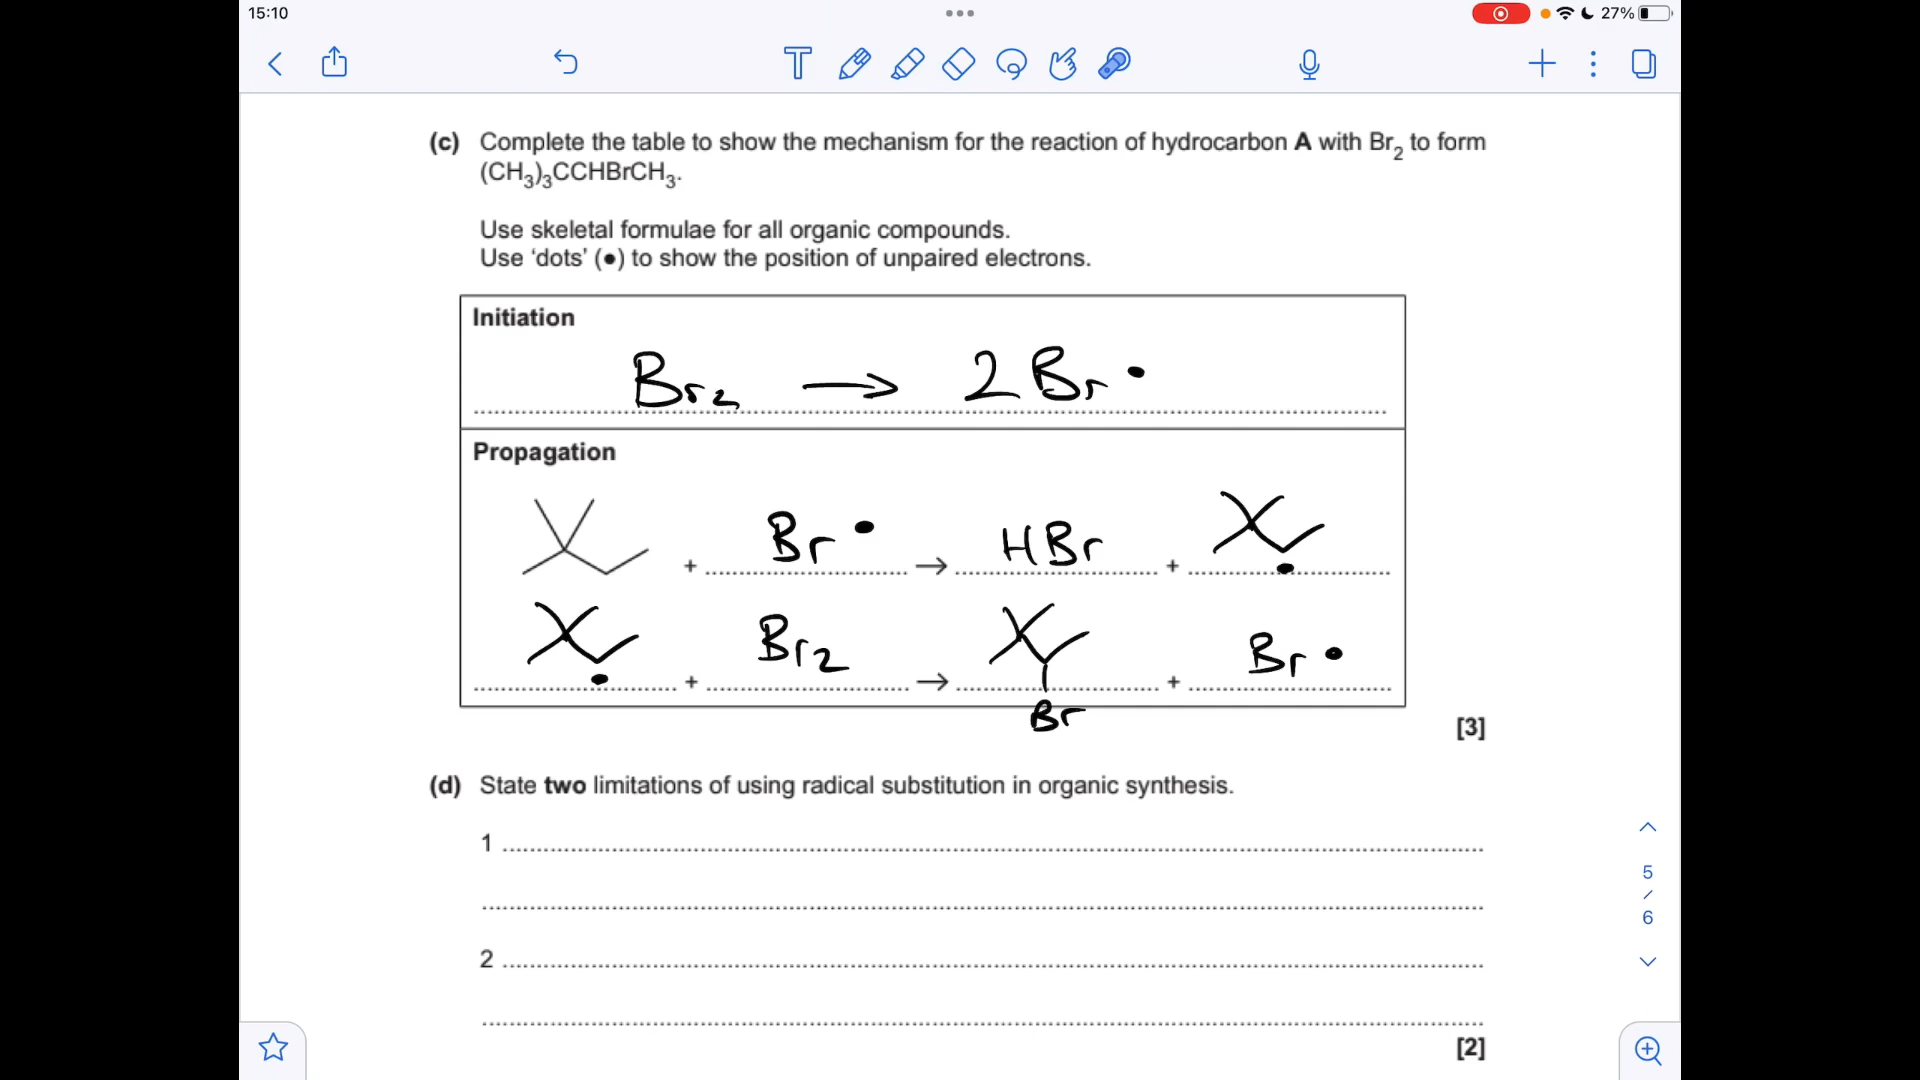 15:10
27%
(c) Complete the table to show the mechanism for the reaction of hydrocarbon A with Br₂ to form
(CH₃)₃CCHBrCH₃.
Use skeletal formulae for all organic compounds.
Use ‘dots’ (●) to show the position of unpaired electrons.
Initiation
Br₂ → 2Br•
Propagation
+ Br• → HBr + •
• + Br₂ → Br + Br•
[3]
(d) State two limitations of using radical substitution in organic synthesis.
1
2
[2]
5
/
6